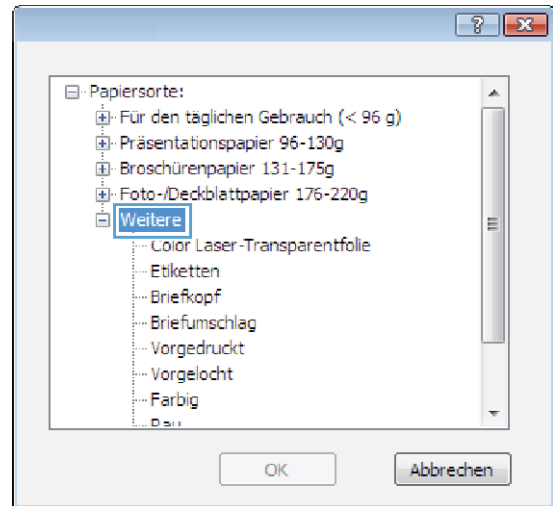 Papiersorte:
Für den täglichen Gebrauch (< 96 g)
Präsentationspapier 96-130g
Broschürenpapier 131-175g
Foto-/Deckblattpapier 176-220g
Weitere
Color Laser-Transparentfolie
Etiketten
Briefkopf
Briefumschlag
Vorgedruckt
Vorgelocht
Farbig
OK
Abbrechen